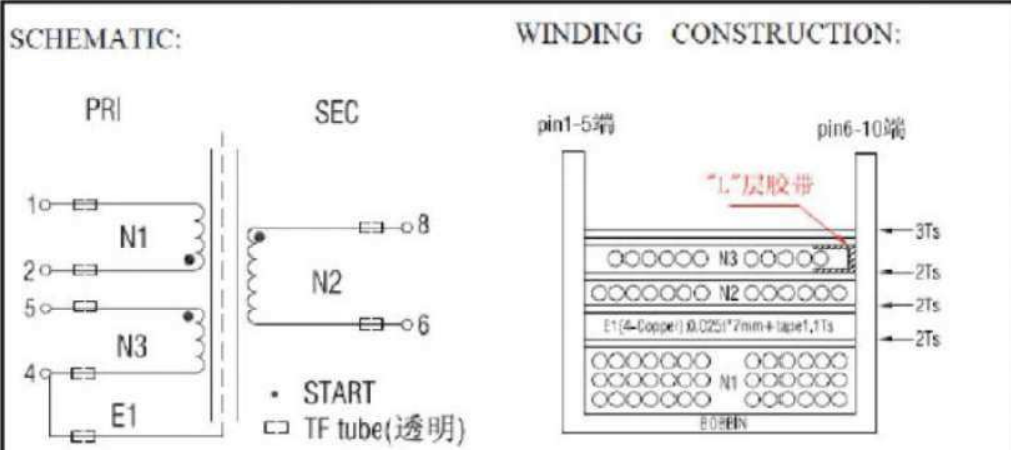 SCHEMATIC:
WINDING CONSTRUCTION:
PRI
SEC
pin1-5端
pin6-10端
"L"层胶带
1
N1
2
5
N3
4
E1
8
N2
6
• START
TF tube(透明)
3Ts
N3
2Ts
N2
2Ts
E1(4-Copper):0.025t*7mm+tape1.1Ts
2Ts
N1
BOBBIN